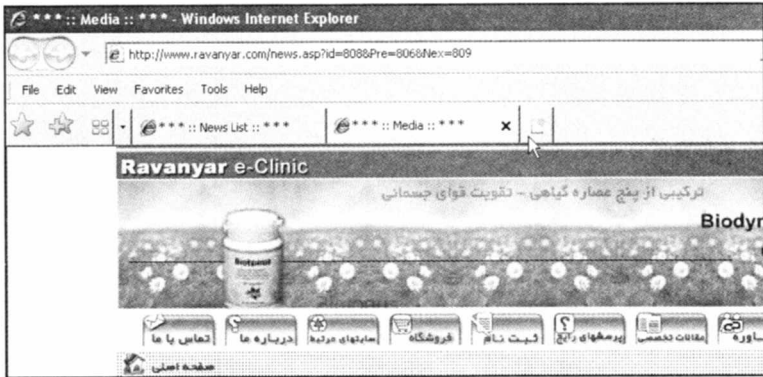 * * * :: Media :: * * * - Windows Internet Explorer
http://www.ravanyar.com/news.asp?id=808&Pre=806&Nex=809
File Edit View Favorites Tools Help
* * * :: News List :: * * * * * * :: Media :: * * *
Ravanyar e-Clinic
ترکیبی از پنج عصاره گیاهی - تقویت قوای جسمانی
Biodyn
پرسشهای رایج ثبت نام فروشگاه سایتهای مرتبط درباره ما تماس با ما
مقالات تخصصی
صفحه اصلی